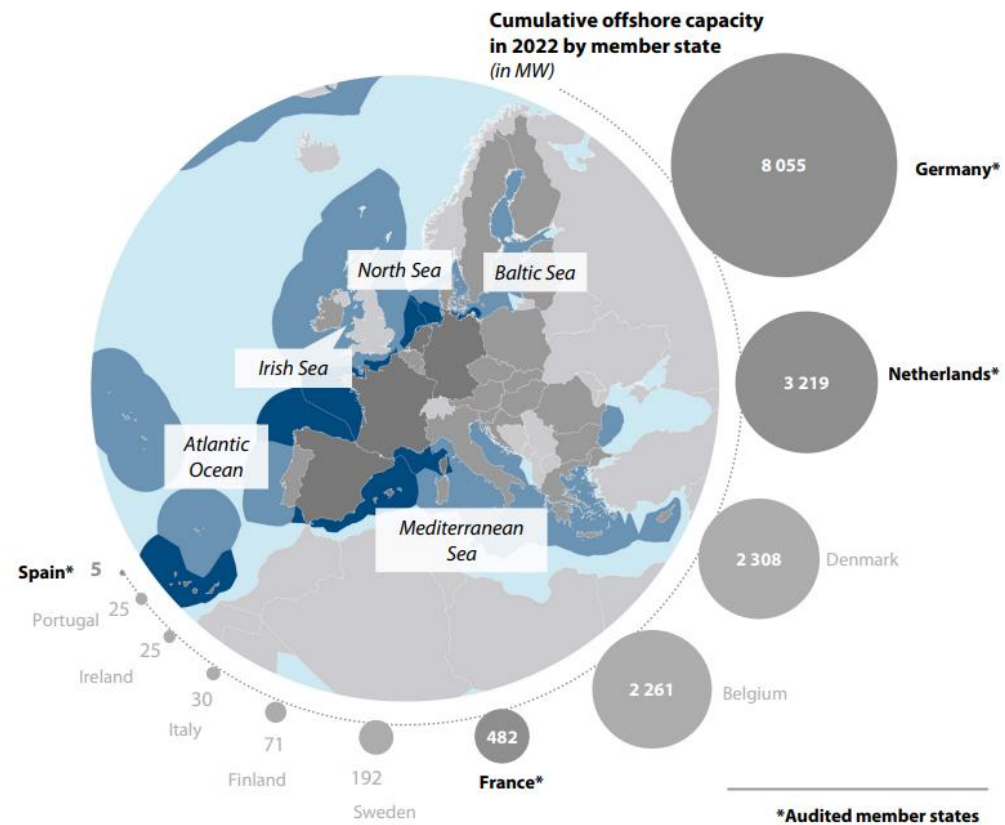 Cumulative offshore capacity
in 2022 by member state
(in MW)
8 055
Germany*
North Sea
Baltic Sea
Irish Sea
3 219
Netherlands*
Atlantic
Ocean
Mediterranean
Sea
2 308
Denmark
Spain* 5
Portugal 25
25
Ireland
30
Italy
71
Finland
192
Sweden
482
France*
2 261
Belgium
*Audited member states